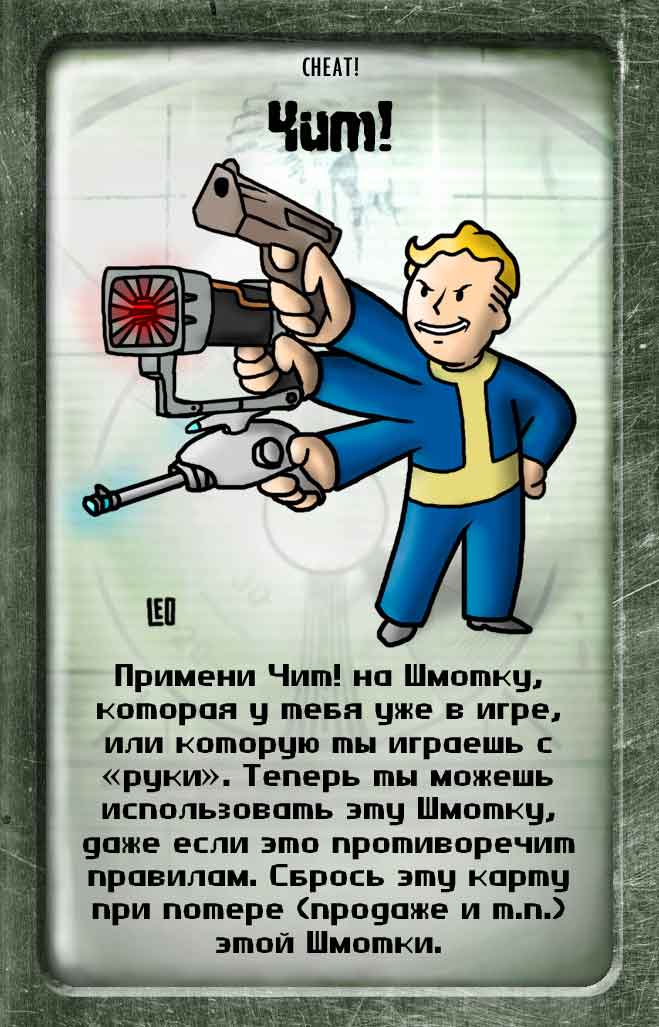 CHEAT!
Чит!
LEO
Примени Чит! на Шмотку,
которая у тебя уже в игре,
или которую ты играешь с
«руки». Теперь ты можешь
использовать эту Шмотку,
даже если это противоречит
правилам. Сбрось эту карту
при потере (продаже и т.п.)
этой Шмотки.